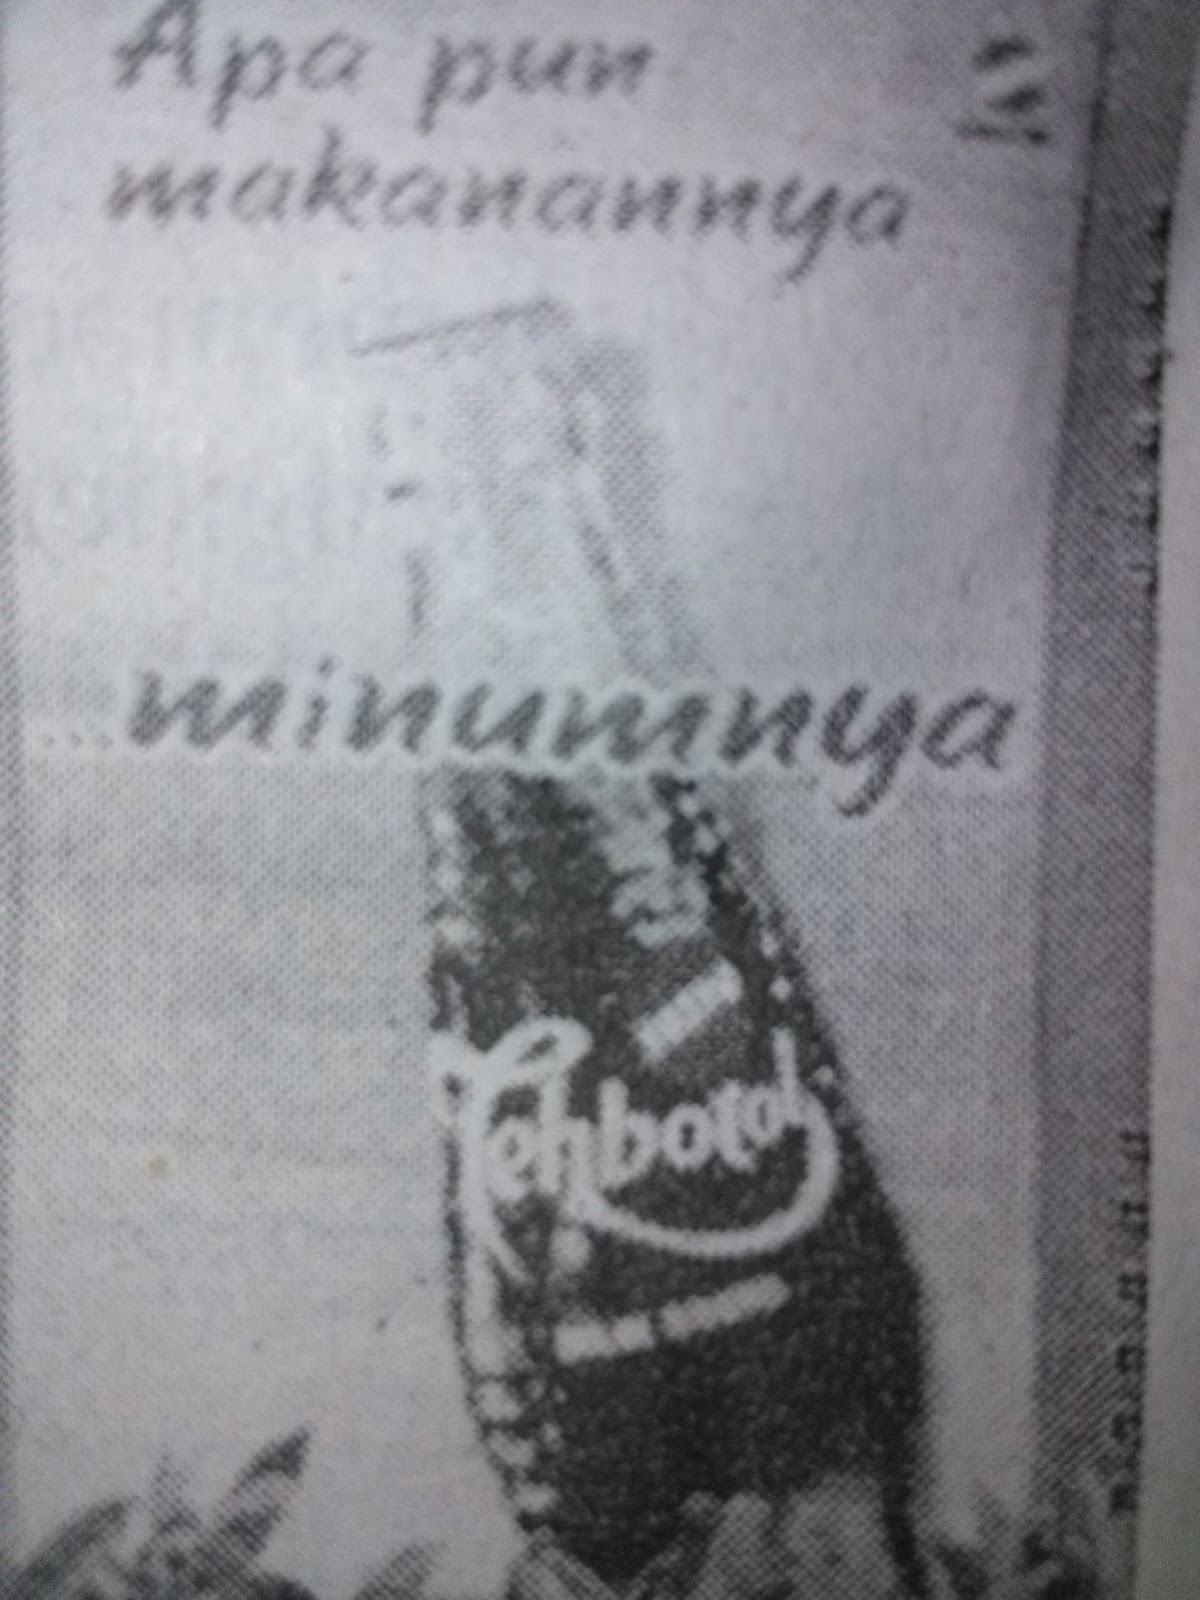 Apa pun
makanannya
...minumnya
Tehbotol